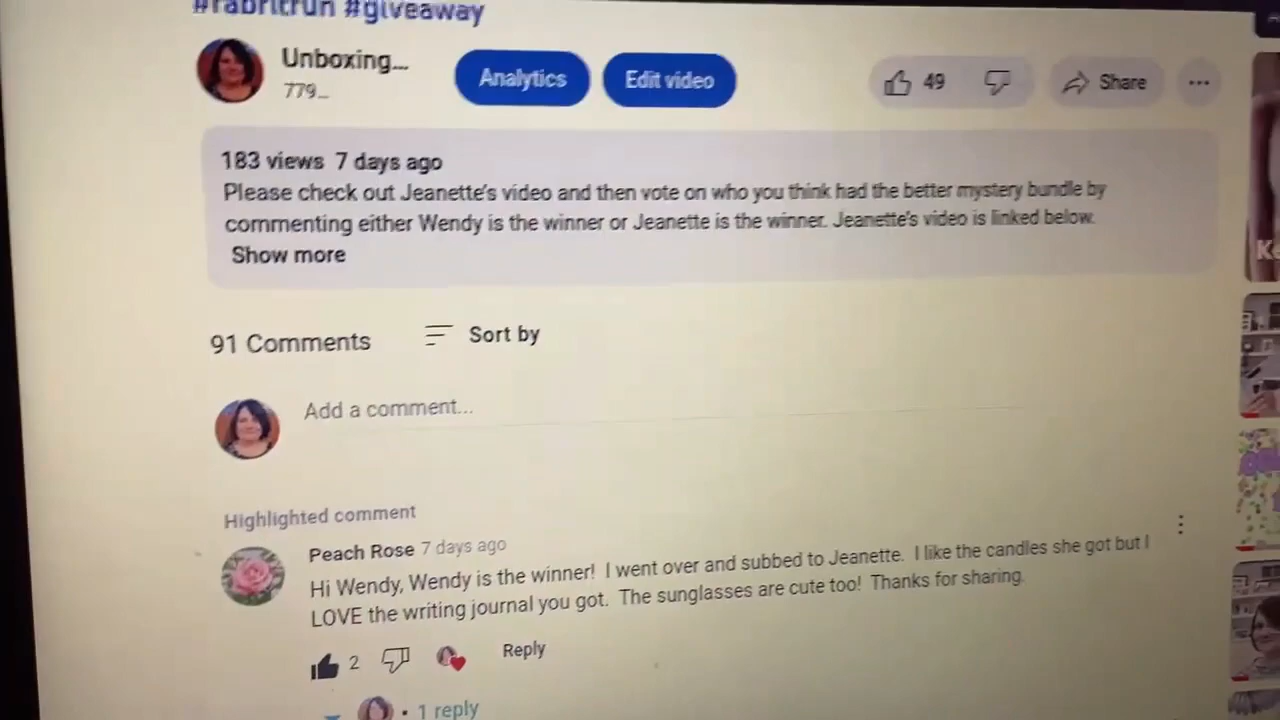 #rabritrun #giveaway
Unboxing...
779...
Analytics
Edit video
49
Share
183 views 7 days ago
Please check out Jeanette's video and then vote on who you think had the better mystery bundle by
commenting either Wendy is the winner or Jeanette is the winner. Jeanette's video is linked below.
Show more
91 Comments
Sort by
Add a comment...
Highlighted comment
Peach Rose 7 days ago
Hi Wendy, Wendy is the winner! I went over and subbed to Jeanette. I like the candles she got but I
LOVE the writing journal you got. The sunglasses are cute too! Thanks for sharing.
2
Reply
• 1 reply